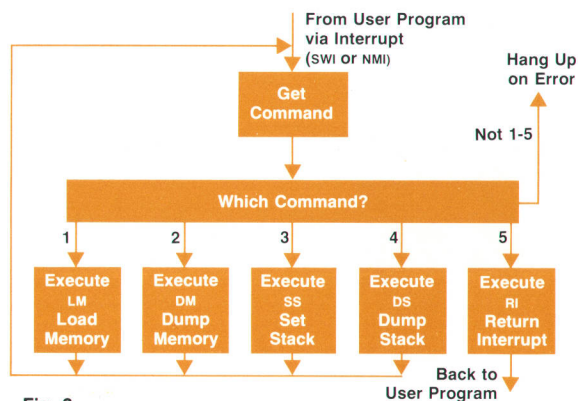 From User Program
via Interrupt
(SWI or NMI)
Hang Up
on Error
Get
Command
Not 1-5
Which Command?
1
2
3
4
5
Execute
LM
Load
Memory
Execute
DM
Dump
Memory
Execute
SS
Set
Stack
Execute
DS
Dump
Stack
Execute
RI
Return
Interrupt
Back to
User Program